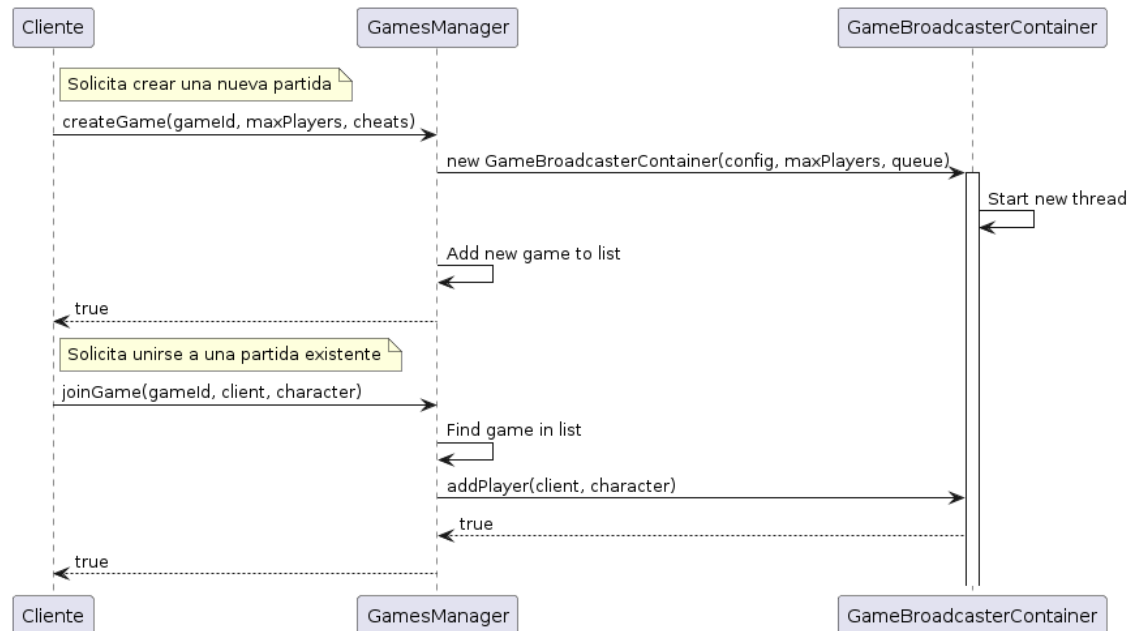 Cliente
GamesManager
GameBroadcasterContainer
Solicita crear una nueva partida
createGame(gameId, maxPlayers, cheats)
new GameBroadcasterContainer(config, maxPlayers, queue)
Start new thread
Add new game to list
true
Solicita unirse a una partida existente
joinGame(gameId, client, character)
Find game in list
addPlayer(client, character)
true
true
Cliente
GamesManager
GameBroadcasterContainer